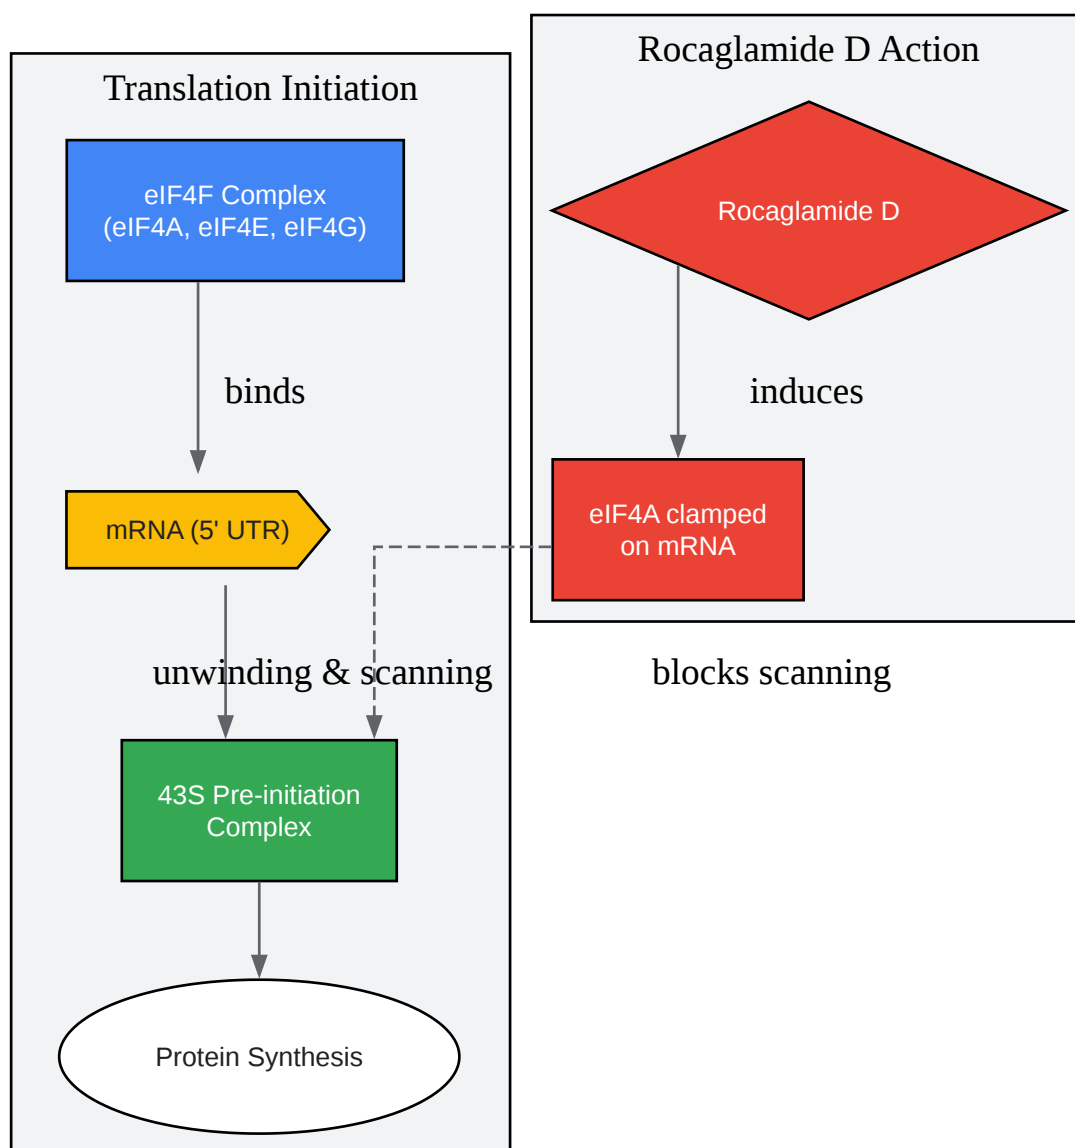 Translation Initiation
eIF4F Complex
(eIF4A, eIF4E, eIF4G)
binds
mRNA (5' UTR)
unwinding & scanning
43S Pre-initiation
Complex
Protein Synthesis
Rocaglamide D Action
Rocaglamide D
induces
eIF4A clamped
on mRNA
blocks scanning